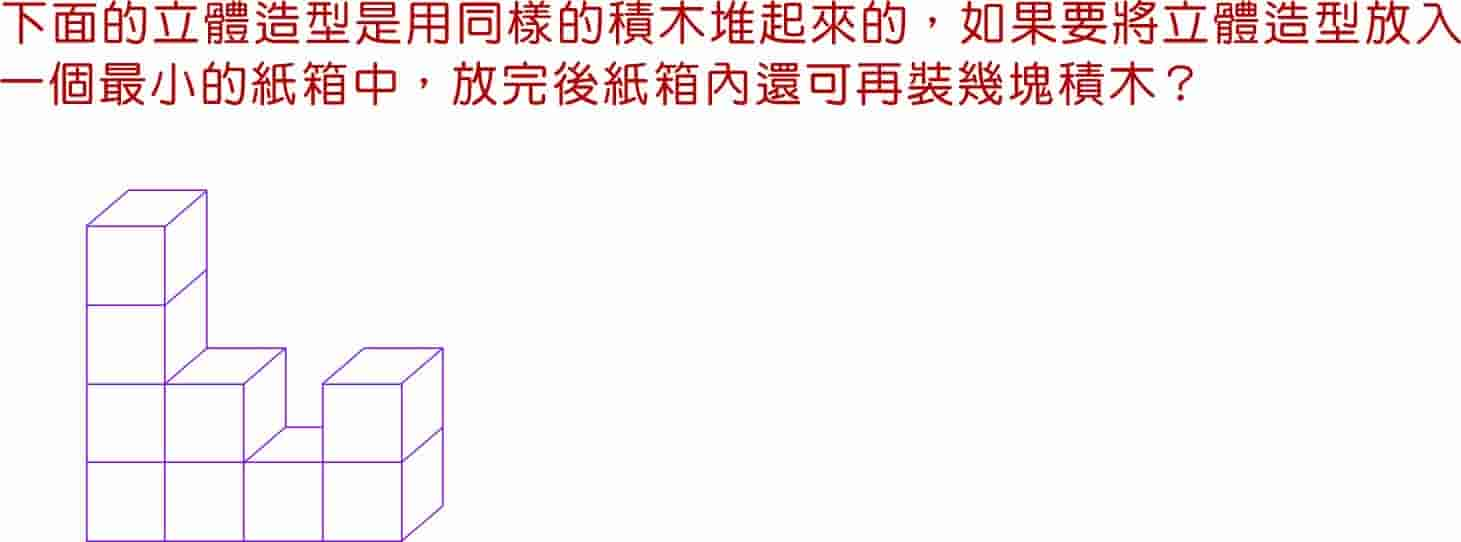 下面的立體造型是用同樣的積木堆起來的，如果要將立體造型放入
一個最小的紙箱中，放完後紙箱內還可再裝幾塊積木？